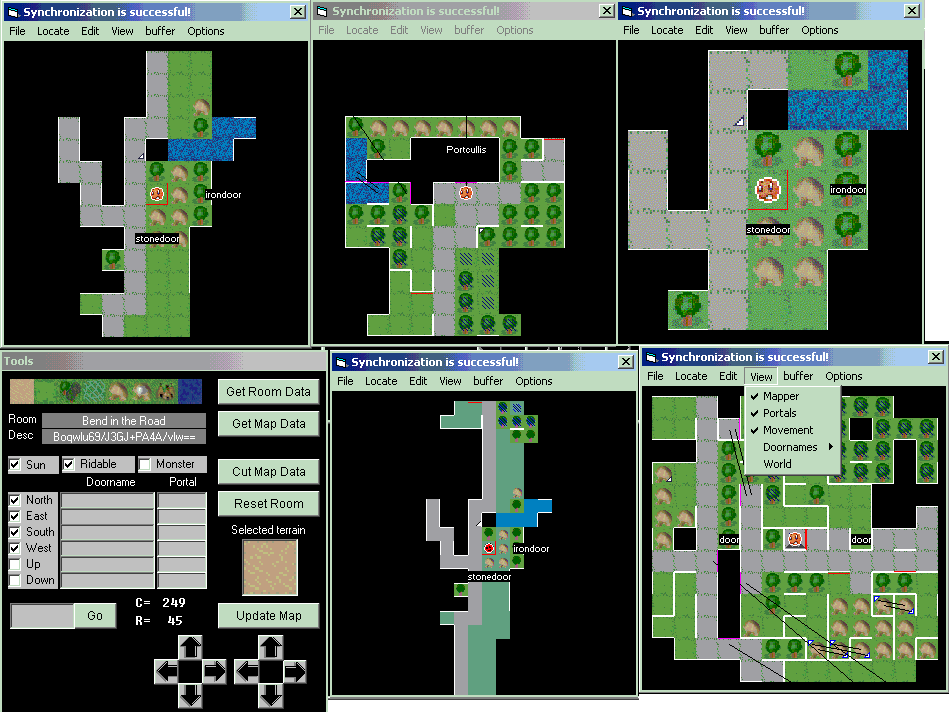 Synchronization is successful!
File Locate Edit View buffer Options
irondoor
stonedoor
Synchronization is successful!
File Locate Edit View buffer Options
Portcullis
Synchronization is successful!
File Locate Edit View buffer Options
irondoor
stonedoor
Tools
Get Room Data
Room Bend in the Road
Get Map Data
Desc Boqwlu69/J3GJ+PA4A/vlw==
Sun Ridable Monster
Cut Map Data
Doorname Portal
North
Reset Room
East
South
Selected terrain
West
Up
Down
Go
C= 249
R= 45
Update Map
Synchronization is successful!
File Locate Edit View buffer Options
irondoor
stonedoor
Synchronization is successful!
File Locate Edit View buffer Options
Mapper
Portals
Movement
Doornames
World
door
door